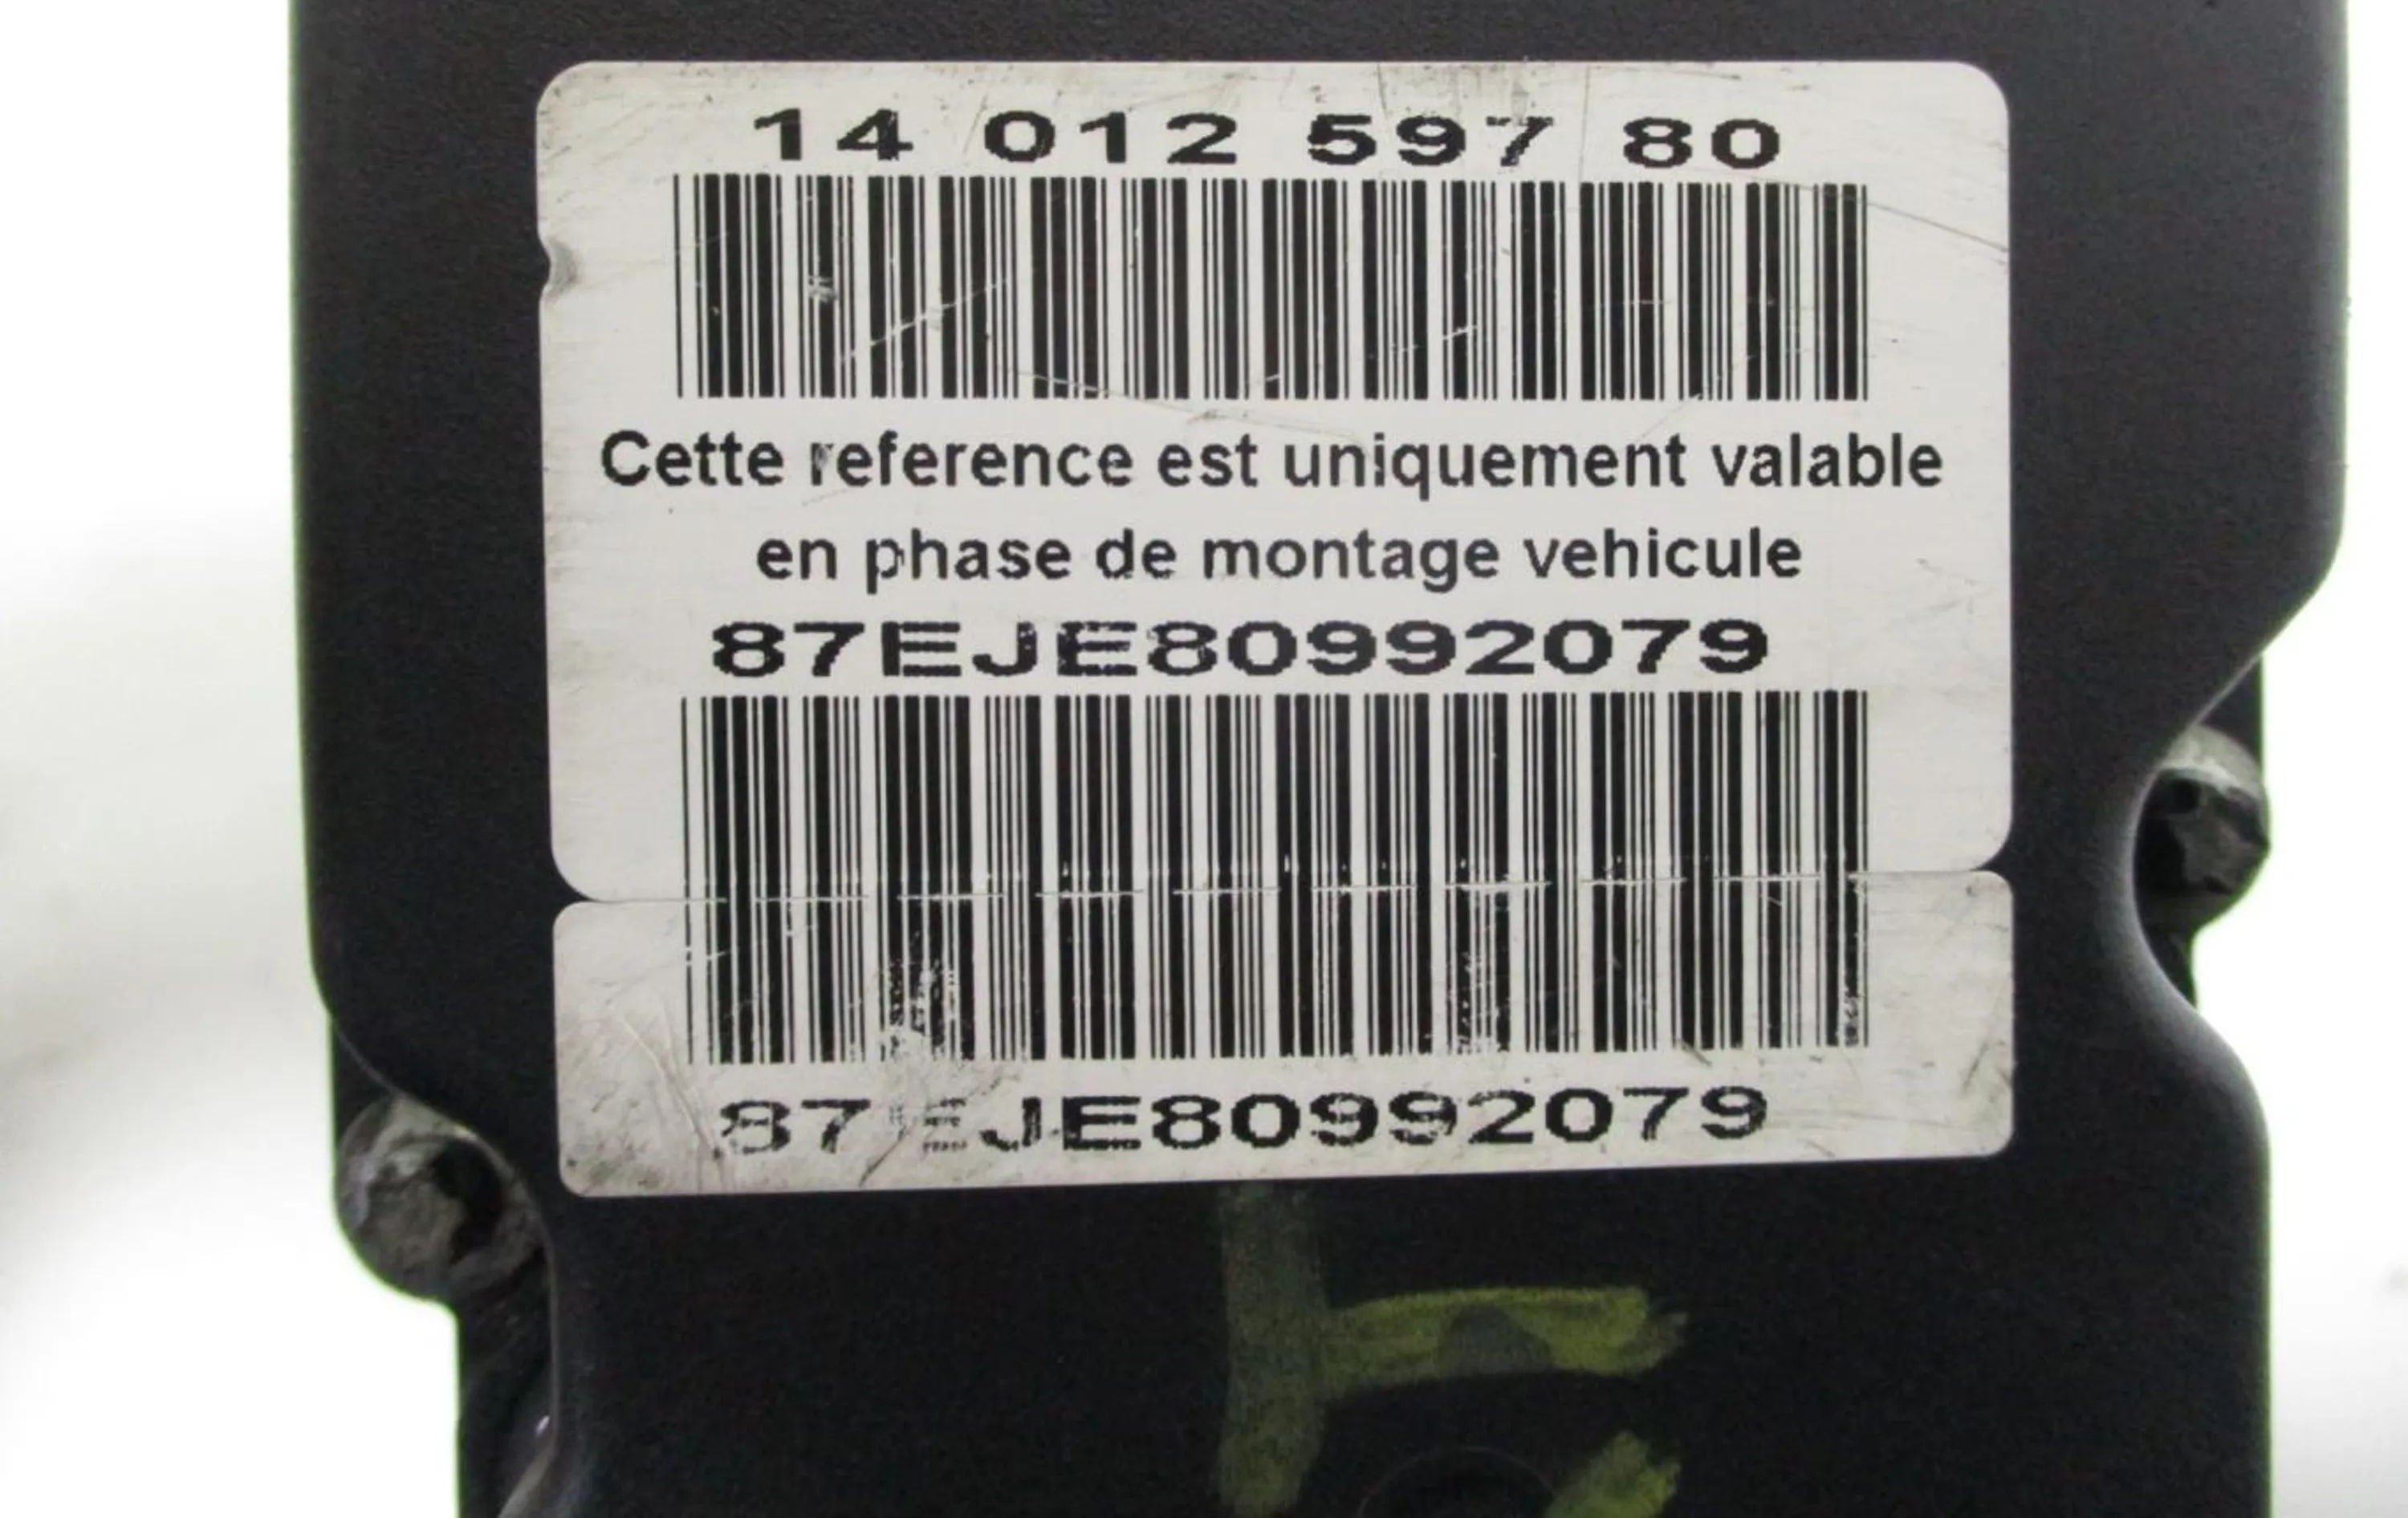 14 012 597 80
Cette reference est uniquement valable
en phase de montage vehicule
87EJE80992079
87EJE80992079